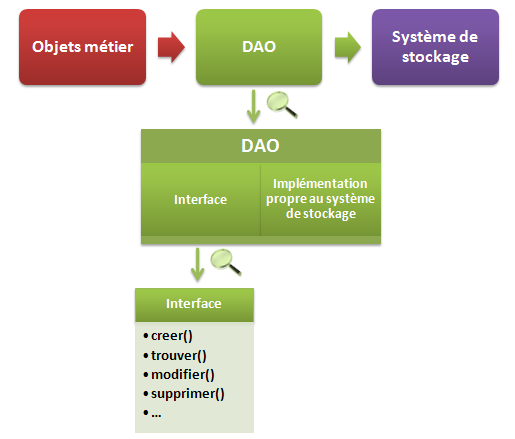 Objets métier
DAO
Système de
stockage
DAO
Interface
Implémentation
propre au système
de stockage
Interface
• creer()
• trouver()
• modifier()
• supprimer()
• ...